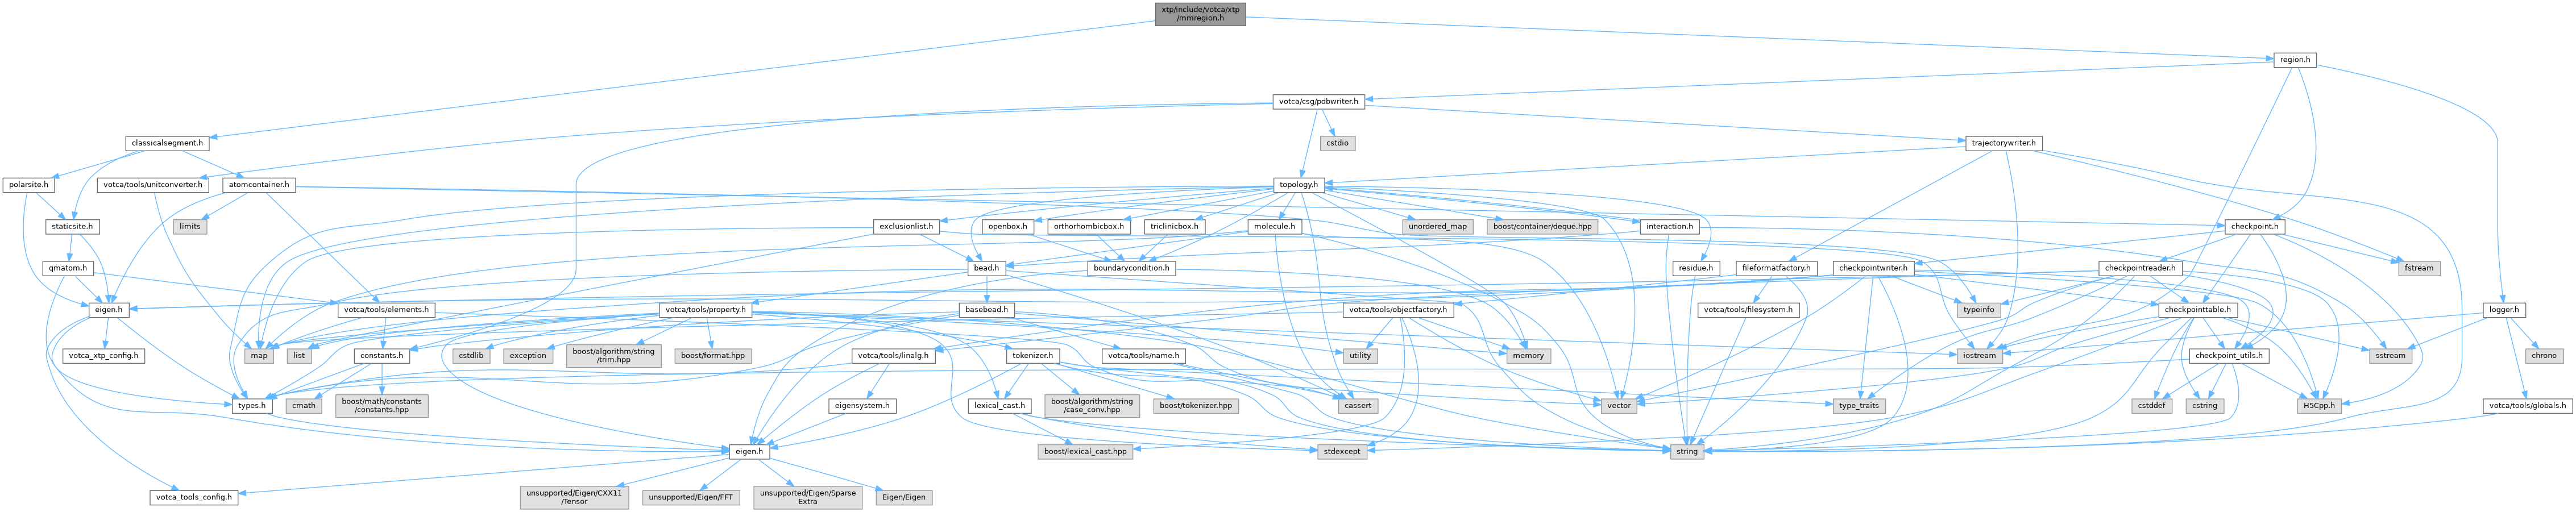 xtp/include/votca/xtp
/mmregion.h
region.h
votca/csg/pdbwriter.h
classicalsegment.h
cstdio
trajectorywriter.h
polarsite.h
votca/tools/unitconverter.h
atomcontainer.h
topology.h
staticsite.h
limits
exclusionlist.h
openbox.h
orthorhombicbox.h
triclinicbox.h
molecule.h
unordered_map
boost/container/deque.hpp
interaction.h
checkpoint.h
qmatom.h
bead.h
boundarycondition.h
residue.h
fileformatfactory.h
checkpointwriter.h
checkpointreader.h
fstream
eigen.h
votca/tools/elements.h
votca/tools/property.h
basebead.h
votca/tools/objectfactory.h
votca/tools/filesystem.h
typeinfo
checkpointtable.h
logger.h
votca_xtp_config.h
map
list
constants.h
cstdlib
exception
boost/algorithm/string
/trim.hpp
boost/format.hpp
votca/tools/linalg.h
tokenizer.h
votca/tools/name.h
utility
memory
iostream
checkpoint_utils.h
sstream
chrono
types.h
cmath
boost/math/constants
/constants.hpp
eigensystem.h
lexical_cast.h
boost/algorithm/string
/case_conv.hpp
boost/tokenizer.hpp
cassert
vector
type_traits
cstddef
cstring
H5Cpp.h
votca/tools/globals.h
eigen.h
boost/lexical_cast.hpp
stdexcept
string
votca_tools_config.h
unsupported/Eigen/CXX11
/Tensor
unsupported/Eigen/FFT
unsupported/Eigen/Sparse
Extra
Eigen/Eigen